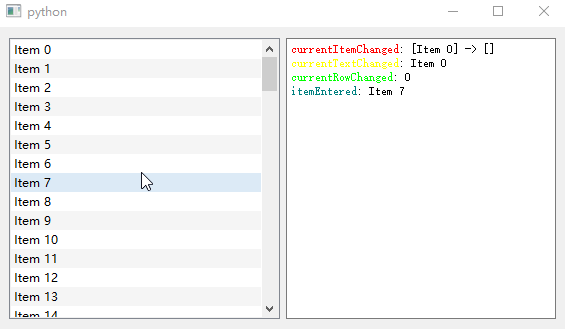 python
Item 0
Item 1
Item 2
Item 3
Item 4
Item 5
Item 6
Item 7
Item 8
Item 9
Item 10
Item 11
Item 12
Item 13
Item 14
currentItemChanged: [Item 0] -> []
currentTextChanged: Item 0
currentRowChanged: 0
itemEntered: Item 7